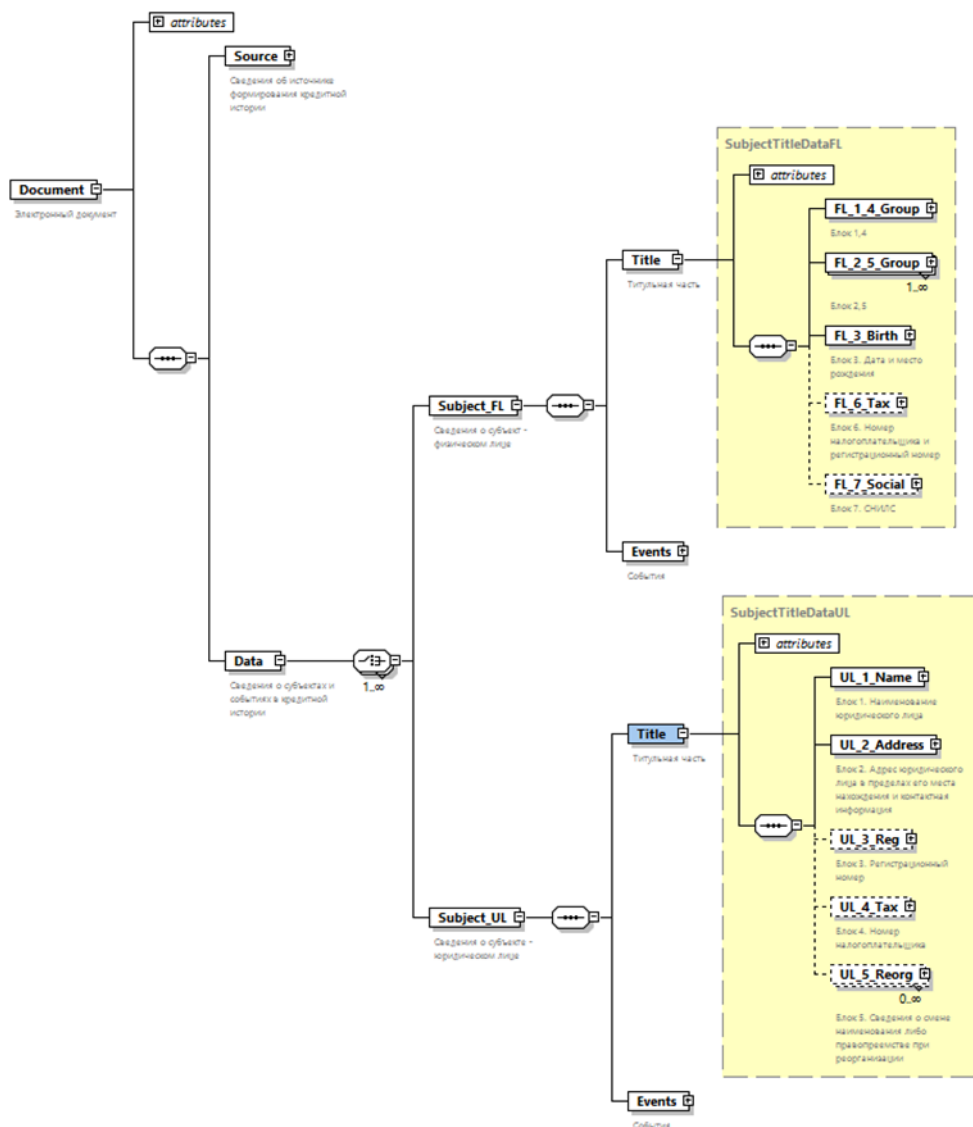 attributes
Source
Сведения об источнике
формирования кредитной
истории
Document
Электронный документ
SubjectTitleDataFL
attributes
FL_1_4_Group
Блок 1,4
FL_2_5_Group
1..∞
Блок 2,5
FL_3_Birth
Блок 3. Дата и место
рождения
FL_6_Tax
Блок 6. Номер
налогоплательщика и
регистрационный номер
FL_7_Social
Блок 7. СНИЛС
Title
Титульная часть
Subject_FL
Сведения о субъект -
физическом лице
Events
События
Data
Сведения о субъектах и
событиях в кредитной
истории
1..∞
SubjectTitleDataUL
attributes
UL_1_Name
Блок 1. Наименование
юридического лица
UL_2_Address
Блок 2. Адрес юридического
лица в пределах его места
нахождения и контактная
информация
UL_3_Reg
Блок 3. Регистрационный
номер
UL_4_Tax
Блок 4. Номер
налогоплательщика
UL_5_Reorg
0..∞
Блок 5. Сведения о смене
наименования либо
правопреемстве при
реорганизации
Title
Титульная часть
Subject_UL
Сведения о субъекте -
юридическом лице
Events
События